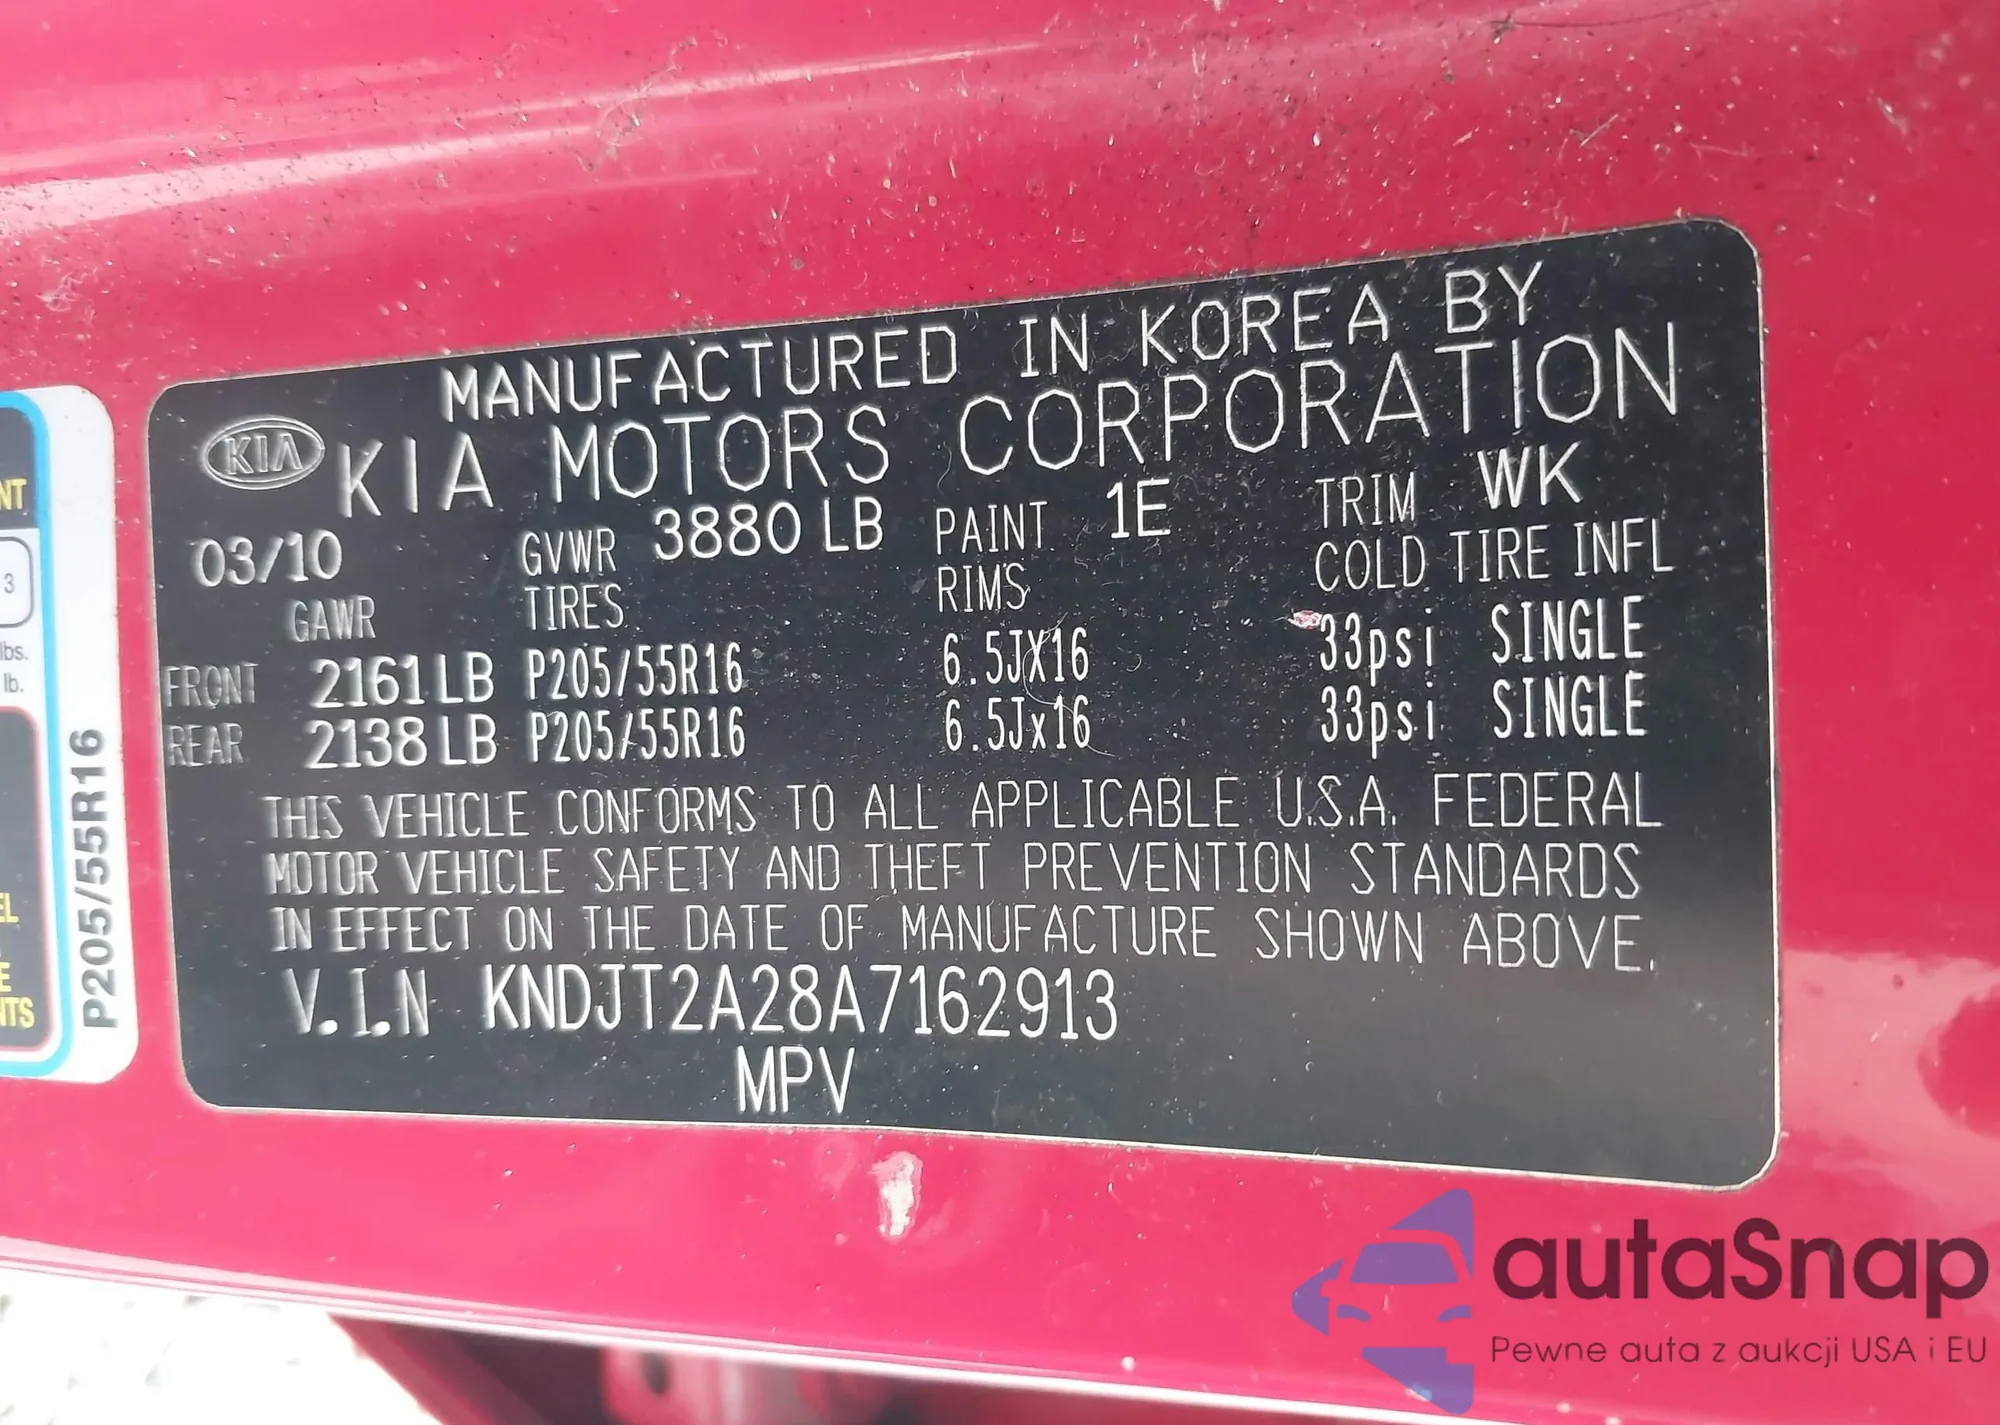 MANUFACTURED IN KOREA BY
KIA KIA MOTORS CORPORATION
03/10 GVWR 3880 LB PAINT 1E TRIM WK
GAWR TIRES RIMS COLD TIRE INFL
FRONT 2161 LB P205/55R16 6.5JX16 33psi SINGLE
REAR 2138 LB P205/55R16 6.5Jx16 33psi SINGLE
THIS VEHICLE CONFORMS TO ALL APPLICABLE U.S.A. FEDERAL
MOTOR VEHICLE SAFETY AND THEFT PREVENTION STANDARDS
IN EFFECT ON THE DATE OF MANUFACTURE SHOWN ABOVE.
V.I.N KNDJT2A28A7162913
MPV
3
lbs.
lb.
P205/55R16
autaSnap
Pewne auta z aukcji USA i EU